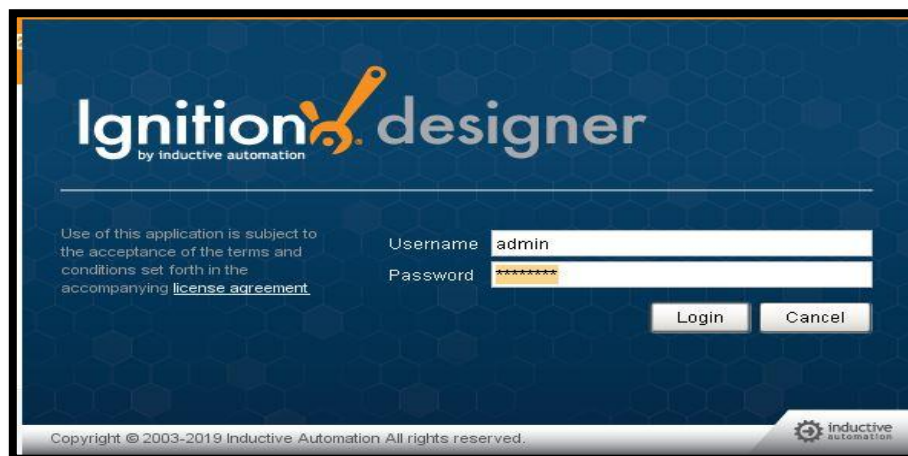 Ignition designer
by inductive automation
Use of this application is subject to
the acceptance of the terms and
conditions set forth in the
accompanying license agreement
Username admin
Password ********
Login Cancel
Copyright © 2003-2019 Inductive Automation All rights reserved.
inductive
automation